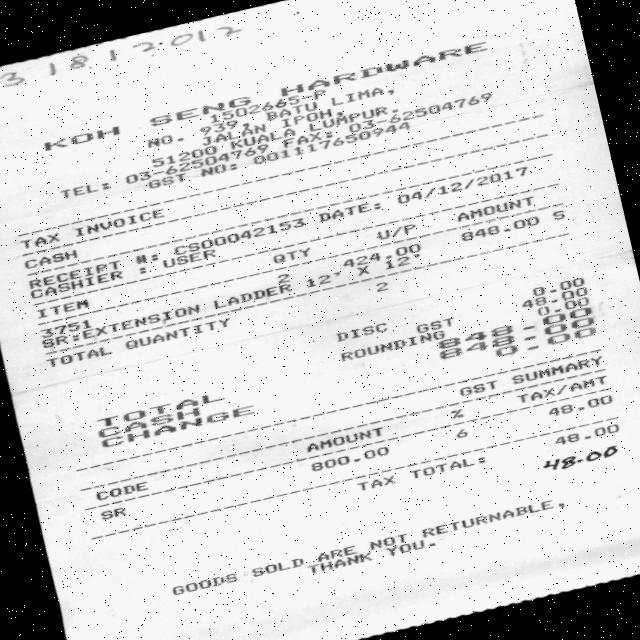 3 1 8 1 2012
KOH SENG HARDWARE
1502665-P
NO. 93, BATU LIMA,
JALAN IPOH,
51200 KUALA LUMPUR.
TEL: 03-62504769 FAX: 03-62504769
GST NO: 001117650944
TAX INVOICE
CASH
RECEIPT #: CS00042153 DATE: 04/12/2017
CASHIER : USER
ITEM QTY U/P AMOUNT
3751 2 424.00 848.00 S
SR:EXTENSION LADDER 12' X 12'
TOTAL QUANTITY 2
DISC 0.00
GST 48.00
ROUNDING 0.00
TOTAL 848.00
CASH 848.00
CHANGE 0.00
GST SUMMARY
CODE AMOUNT % TAX/AMT
SR 800.00 6 48.00
TAX TOTAL: 48.00
48.00
GOODS SOLD ARE NOT RETURNABLE,
THANK YOU.